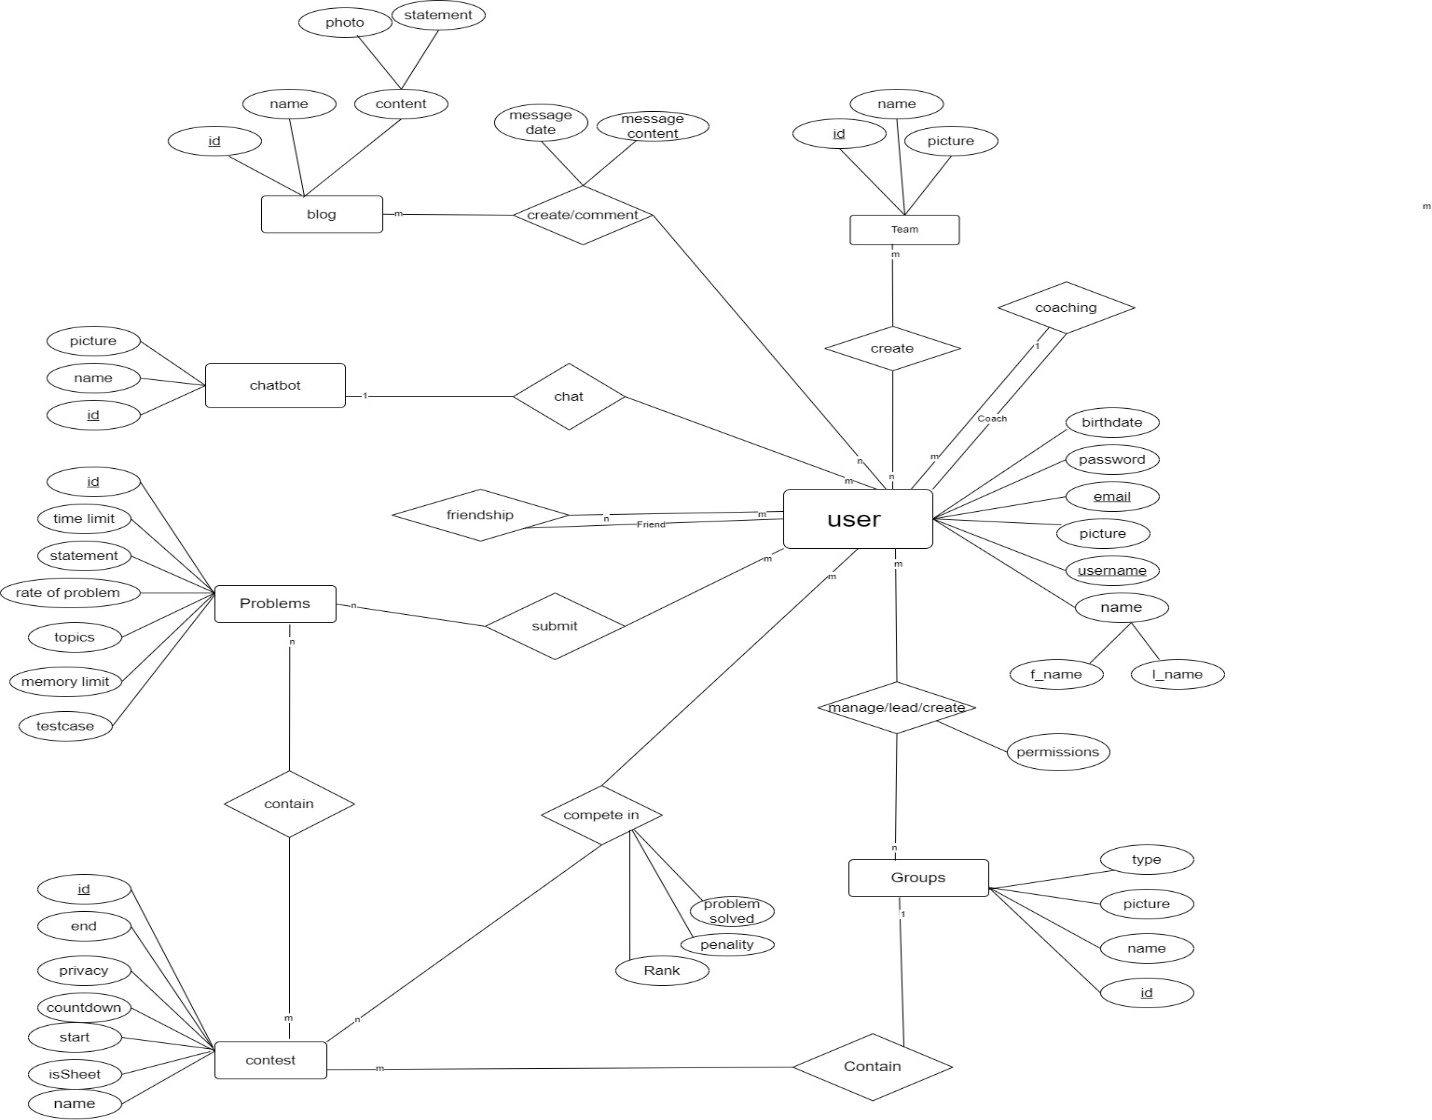 photo
statement
name
content
id
message
date
message
content
name
id
picture
blog
m
create/comment
Team
m
m
coaching
1
create
picture
name
id
chatbot
1
chat
Coach
n
m
n
m
birthdate
password
email
picture
username
name
f_name
l_name
id
time limit
statement
rate of problem
topics
memory limit
testcase
friendship
n
m
Friend
user
m
m
m
Problems
n
submit
n
manage/lead/create
permissions
contain
compete in
n
Groups
type
picture
name
id
1
problem
solved
penality
Rank
id
end
privacy
countdown
start
isSheet
name
m
n
contest
m
Contain